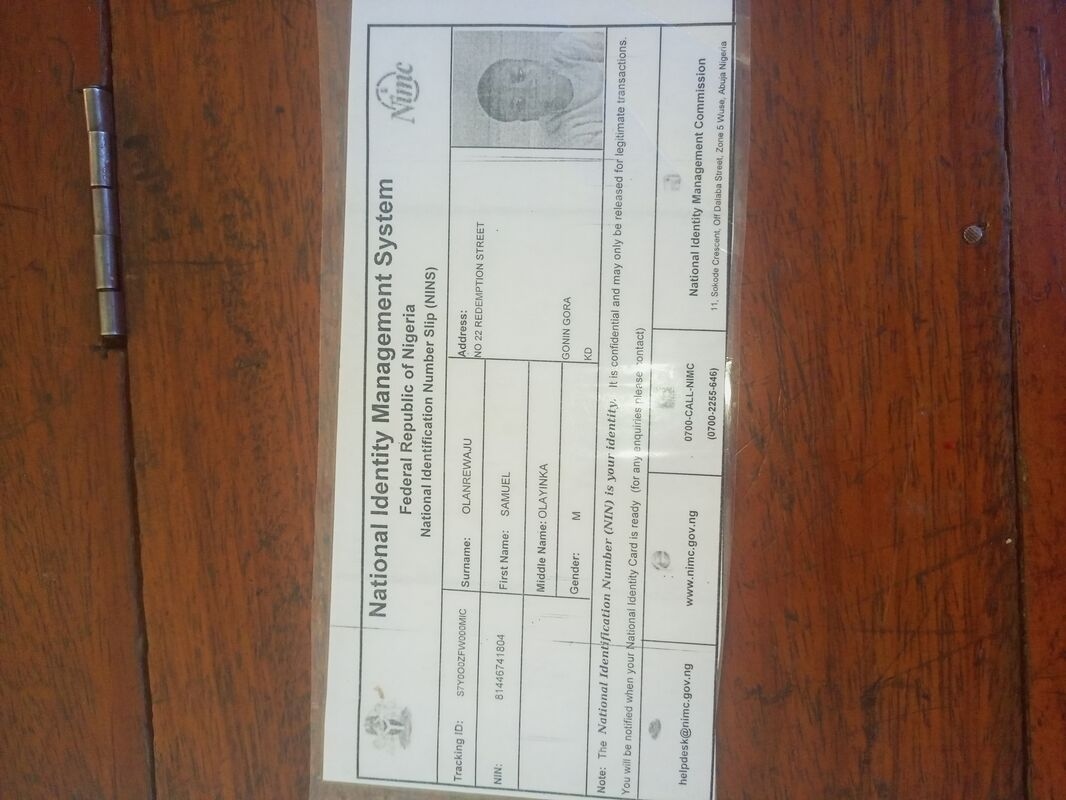 National Identity Management System
Federal Republic of Nigeria
National Identification Number Slip (NINS)
nimc
Tracking ID: S7Y0O0ZFW000MIC
NIN: 81446741804
Surname: OLANREWAJU
First Name: SAMUEL
Middle Name: OLAYINKA
Gender: M
Address:
NO 22 REDEMPTION STREET
GONIN GORA
KD
Note: The National Identification Number (NIN) is your identity. It is confidential and may only be released for legitimate transactions.
You will be notified when your National Identity Card is ready (for any enquiries please contact)
helpdesk@nimc.gov.ng
www.nimc.gov.ng
0700-CALL-NIMC
(0700-2255-646)
National Identity Management Commission
11, Sokode Crescent, Off Dalaba Street, Zone 5 Wuse, Abuja Nigeria